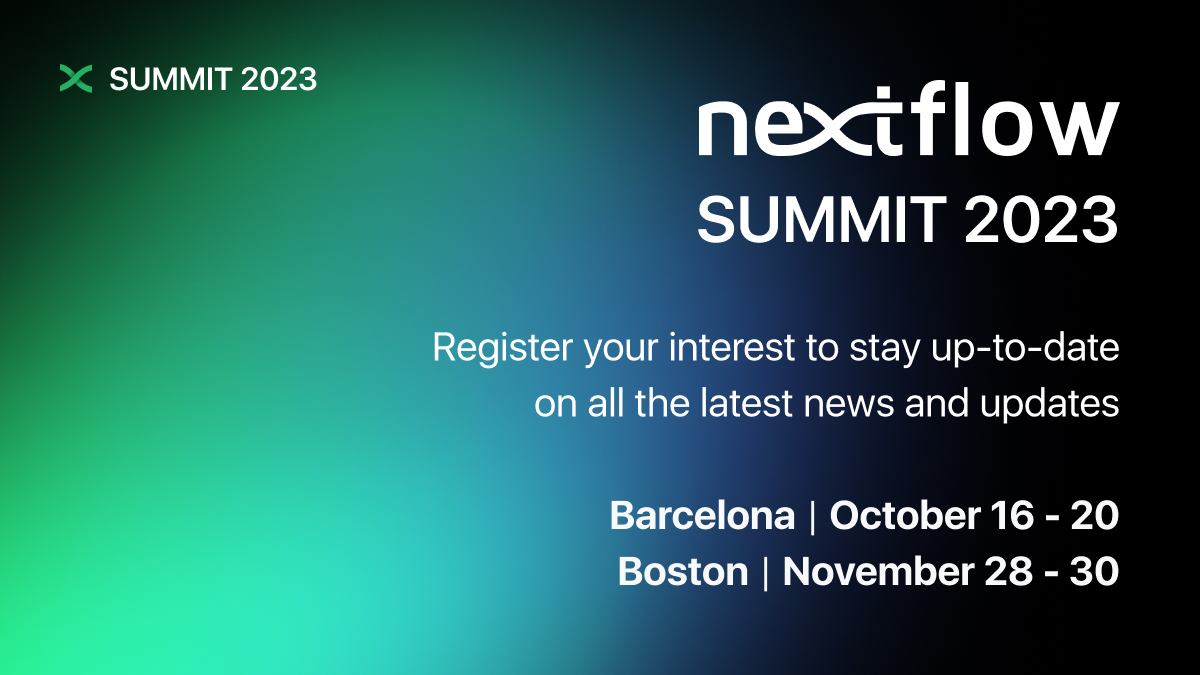 SUMMIT 2023
nextflow
SUMMIT 2023
Register your interest to stay up-to-date
on all the latest news and updates
Barcelona | October 16 - 20
Boston | November 28 - 30